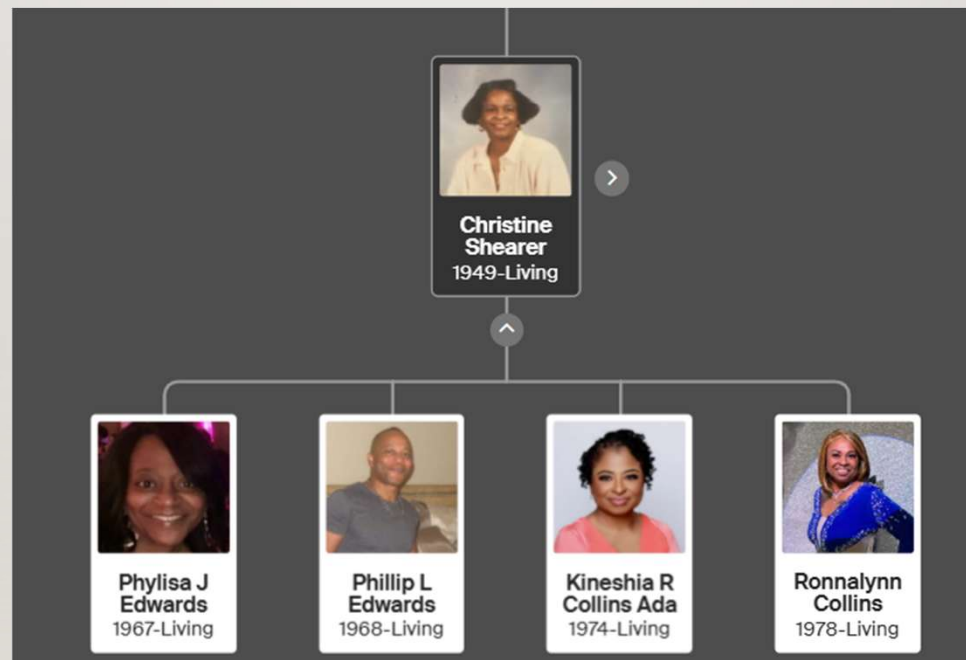 Christine
Shearer
1949-Living
Phylisa J
Edwards
1967-Living
Phillip L
Edwards
1968-Living
Kineshia R
Collins Ada
1974-Living
Ronnalynn
Collins
1978-Living